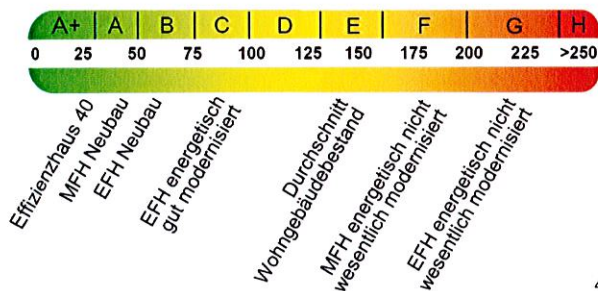 A+ A B C D E F G H
0 25 50 75 100 125 150 175 200 225 >250
Effizienzhaus 40
MFH Neubau
EFH Neubau
EFH energetisch
gut modernisiert
Durchschnitt
Wohngebäudebestand
MFH energetisch nicht
wesentlich modernisiert
EFH energetisch nicht
wesentlich modernisiert